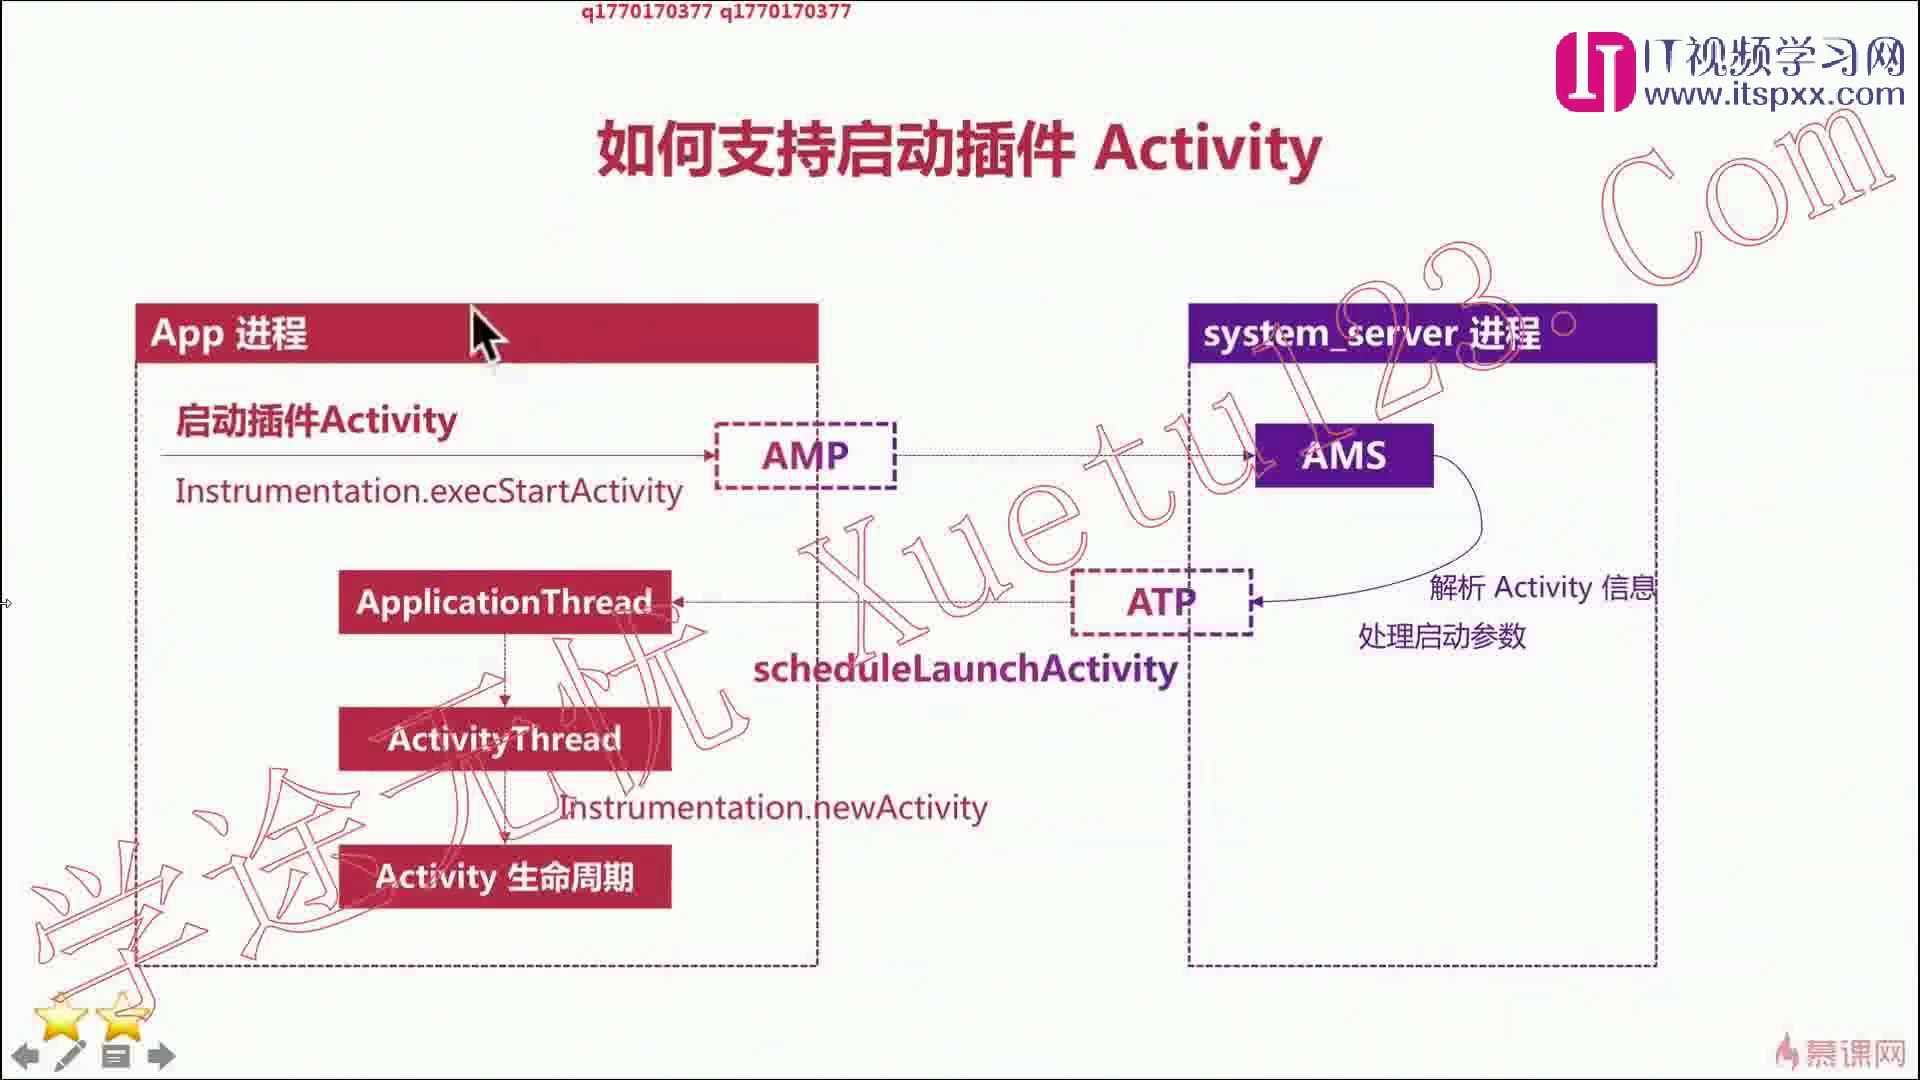 q1770170377 q1770170377
IT视频学习网
www.itspxx.com
如何支持启动插件 Activity
App 进程
system_server 进程
启动插件Activity
AMP
AMS
Instrumentation.execStartActivity
解析 Activity 信息
ApplicationThread
ATP
处理启动参数
scheduleLaunchActivity
ActivityThread
Instrumentation.newActivity
Activity 生命周期
学途无忧 Xuetu123.Com
慕课网